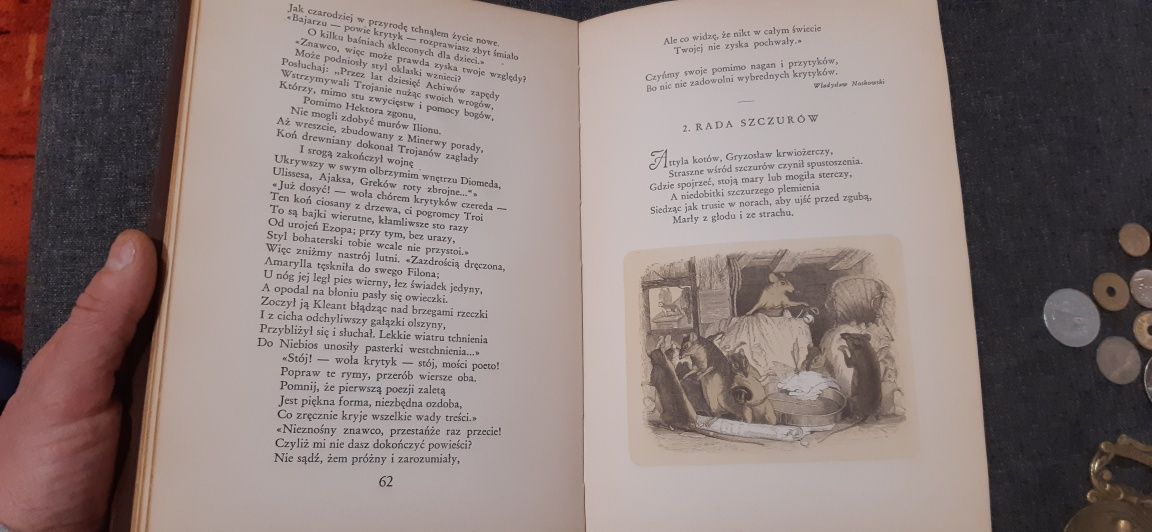 Jak czarodziej w przyrodę tchnąłem życie nowe.
«Bajarzu — powie krytyk — rozprawiasz zbyt śmiało
O kilku baśniach skleconych dla dzieci.»
«Znawco, więc może prawda zyska twoje względy?
Może podniosły styl oklaski wznieci?
Posłuchaj: „Przez lat dziesięć Achiwów zapędy
Wstrzymywali Trojanie nużąc swoich wrogów,
Którzy, mimo stu zwycięstw i pomocy bogów,
Pomimo Hektora zgonu,
Nie mogli zdobyć murów Ilionu.
Aż wreszcie, zbudowany z Minerwy porady,
Koń drewniany dokonał Trojanów zagłady
I srogą zakończył wojnę
Ukrywszy w swym olbrzymim wnętrzu Diomeda,
Ulissesa, Ajaksa, Greków roty zbrojne...“»
«Już dosyć! — woła chórem krytyków czereda —
Ten koń ciosany z drzewa, ci pogromcy Troi
To są bajki wierutne, kłamliwsze sto razy
Od urojeń Ezopa; przy tym, bez urazy,
Styl bohaterski tobie wcale nie przystoi.»
Więc zniżmy nastrój lutni. «Zazdrością dręczona,
Amarylla tęskniła do swego Filona;
U nóg jej legł pies wierny, łez świadek jedyny,
A opodal na błoniu pasły się owieczki.
Zoczył ją Kleant błądząc nad brzegami rzeczki
I z cicha odchyliwszy gałązki olszyny,
Przybliżył się i słuchał. Lekkie wiatru tchnienia
Do Niebios unosiły pasterki westchnienia...»
«Stój! — woła krytyk — stój, mości poeto!
Popraw te rymy, przerób wiersze oba.
Pomnij, że pierwszą poezji zaletą
Jest piękna forma, niezbędna ozdoba,
Co zręcznie kryje wszelkie wady treści.»
«Nieznośny znawco, przestańże raz przecie!
Czyliż mi nie dasz dokończyć powieści?
Nie sądź, żem próżny i zarozumiały,
62
Ale co widzę, że nikt w całym świecie
Twojej nie zyska pochwały.»
Czyńmy swoje pomimo nagan i przytyków,
Bo nic nie zadowolni wybrednych krytyków.
Władysław Noskowski
2. RADA SZCZURÓW
Attyla kotów, Gryzosław krwiożerczy,
Straszne wśród szczurów czynił spustoszenia.
Gdzie spojrzeć, stoją mary lub mogiła sterczy,
A niedobitki szczurzego plemienia
Siedząc jak trusie w norach, aby ujść przed zgubą,
Marły z głodu i ze strachu.